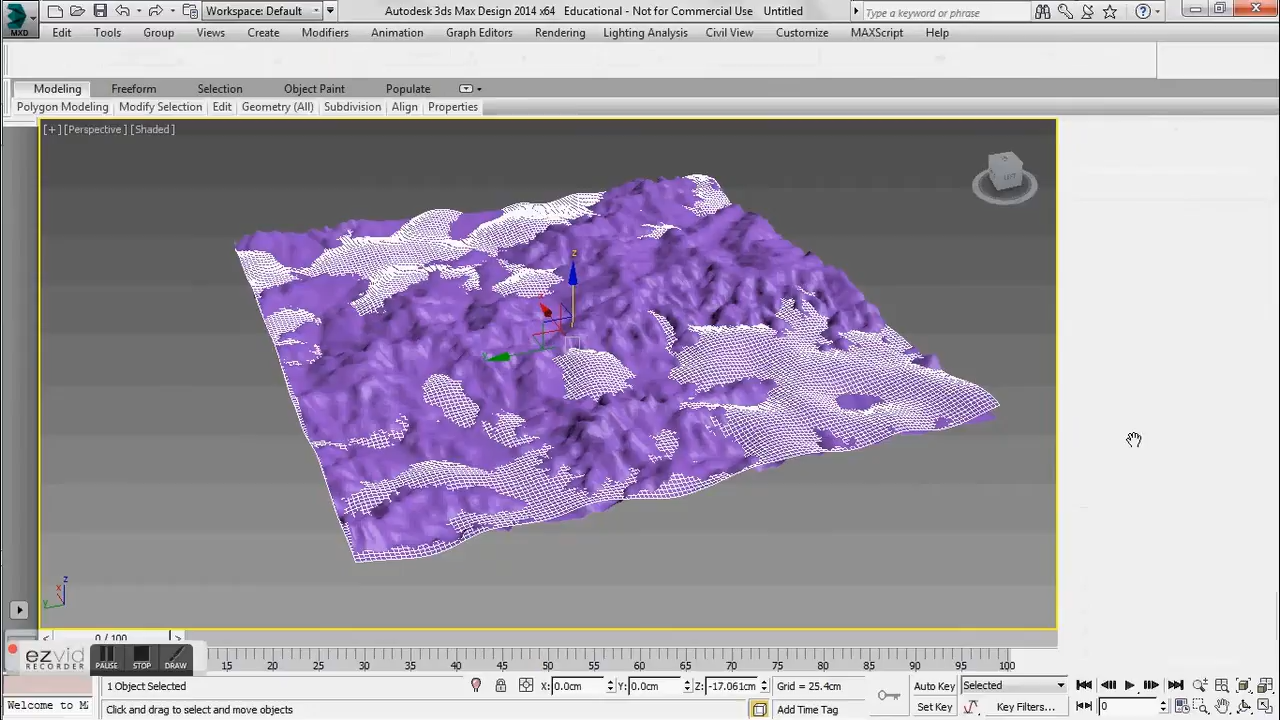 Workspace: Default
Autodesk 3ds Max Design 2014 x64 Educational - Not for Commercial Use Untitled
Type a keyword or phrase
MXD
Edit Tools Group Views Create Modifiers Animation Graph Editors Rendering Lighting Analysis Civil View Customize MAXScript Help
Modeling Freeform Selection Object Paint Populate
Polygon Modeling Modify Selection Edit Geometry (All) Subdivision Align Properties
[+] [Perspective ] [Shaded ]
z
x
y
0 / 100
ezvid
RECORDER
PAUSE STOP DRAW
15 20 25 30 35 40 45 50 55 60 65 70 75 80 85 90 95 100
1 Object Selected
X: 0.0cm Y: 0.0cm Z: -17.061cm Grid = 25.4cm
Auto Key Selected
Welcome to M
Click and drag to select and move objects
Add Time Tag
Set Key Key Filters... 0